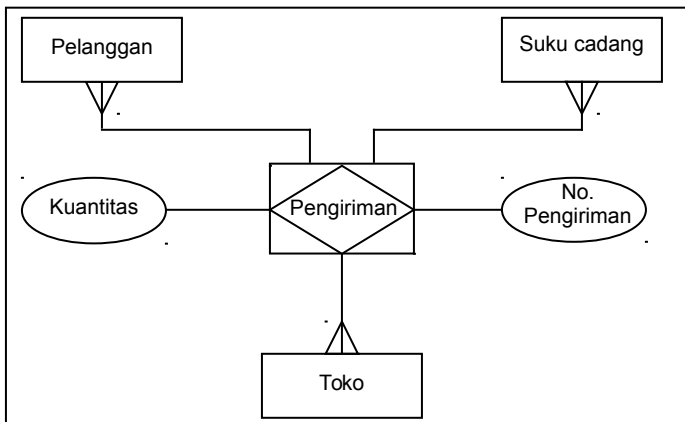 Pelanggan
Suku cadang
Kuantitas
Pengiriman
No.
Pengiriman
Toko